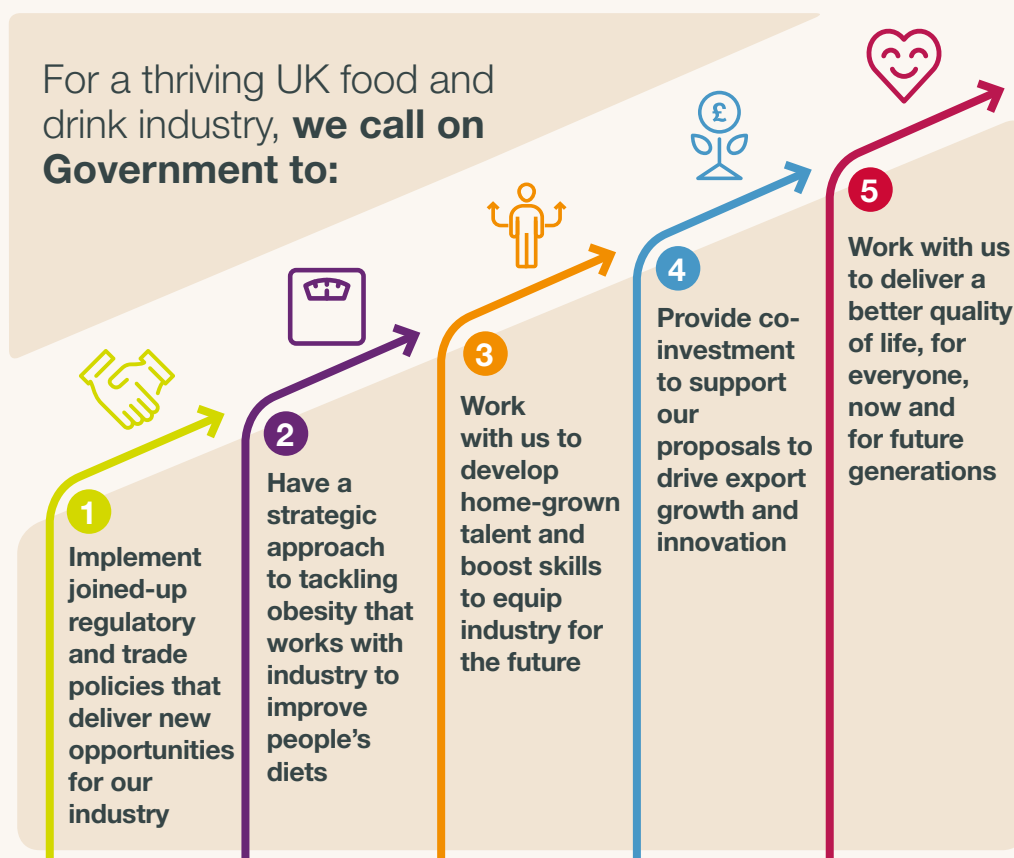 For a thriving UK food and
drink industry, we call on
Government to:
1
Implement
joined-up
regulatory
and trade
policies that
deliver new
opportunities
for our
industry
2
Have a
strategic
approach
to tackling
obesity that
works with
industry to
improve
people's
diets
3
Work
with us to
develop
home-grown
talent and
boost skills
to equip
industry for
the future
£
4
Provide co-
investment
to support
our
proposals to
drive export
growth and
innovation
5
Work with us
to deliver a
better quality
of life, for
everyone,
now and
for future
generations